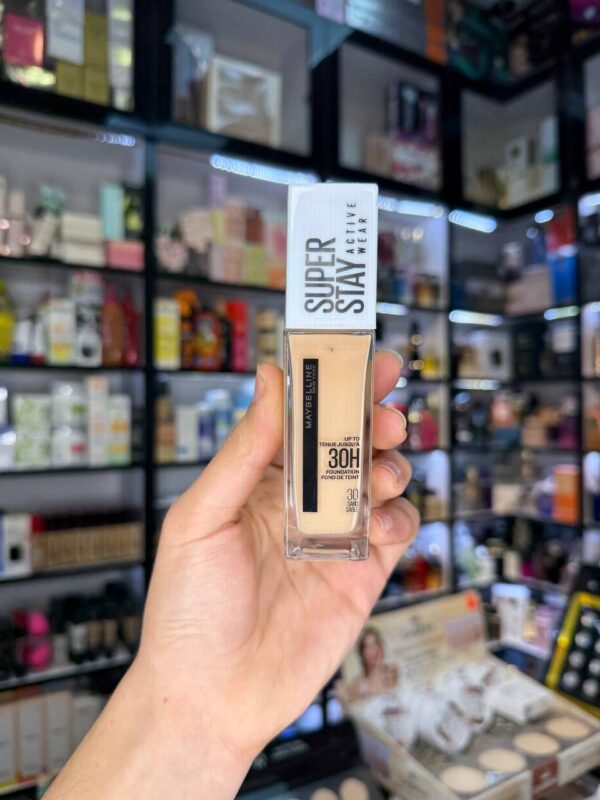 SUPER
STAY
ACTIVE
WEAR
MAYBELLINE
NEW YORK
UP TO
TENUE JUSQU'À
30H
FOUNDATION
FOND DE TEINT
30
SAND
SABLE